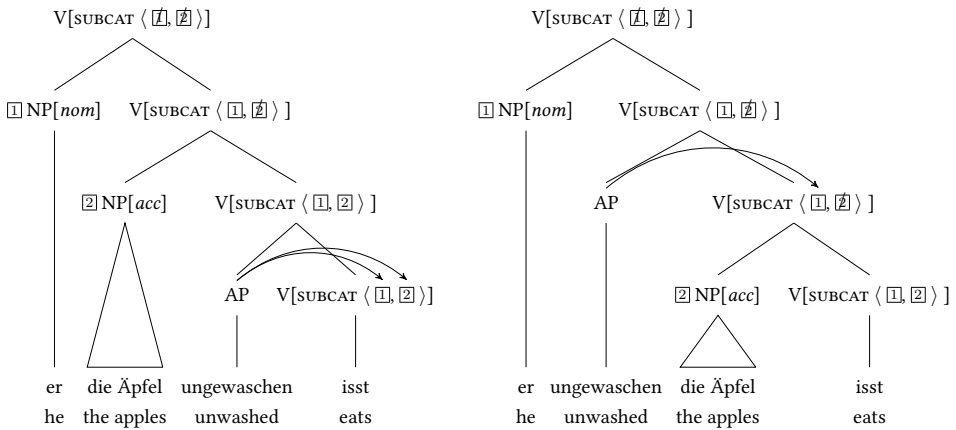 V[SUBCAT ⟨ 1̸, 2̸ ⟩ ]
1 NP[nom] V[SUBCAT ⟨ 1, 2̸ ⟩ ]
2 NP[acc] V[SUBCAT ⟨ 1, 2 ⟩ ]
AP V[SUBCAT ⟨ 1, 2 ⟩]
er die Äpfel ungewaschen isst
he the apples unwashed eats
V[SUBCAT ⟨ 1̸, 2̸ ⟩ ]
1 NP[nom] V[SUBCAT ⟨ 1, 2̸ ⟩ ]
AP V[SUBCAT ⟨ 1, 2̸ ⟩ ]
2 NP[acc] V[SUBCAT ⟨ 1, 2 ⟩ ]
er ungewaschen die Äpfel isst
he unwashed the apples eats